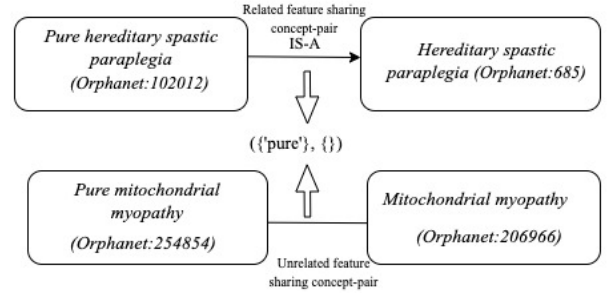 Related feature sharing
concept-pair
IS-A
Pure hereditary spastic
paraplegia
(Orphanet:102012)
Hereditary spastic
paraplegia (Orphanet:685)
({'pure'}, {})
Pure mitochondrial
myopathy
(Orphanet:254854)
Mitochondrial myopathy
(Orphanet:206966)
Unrelated feature
sharing concept-pair